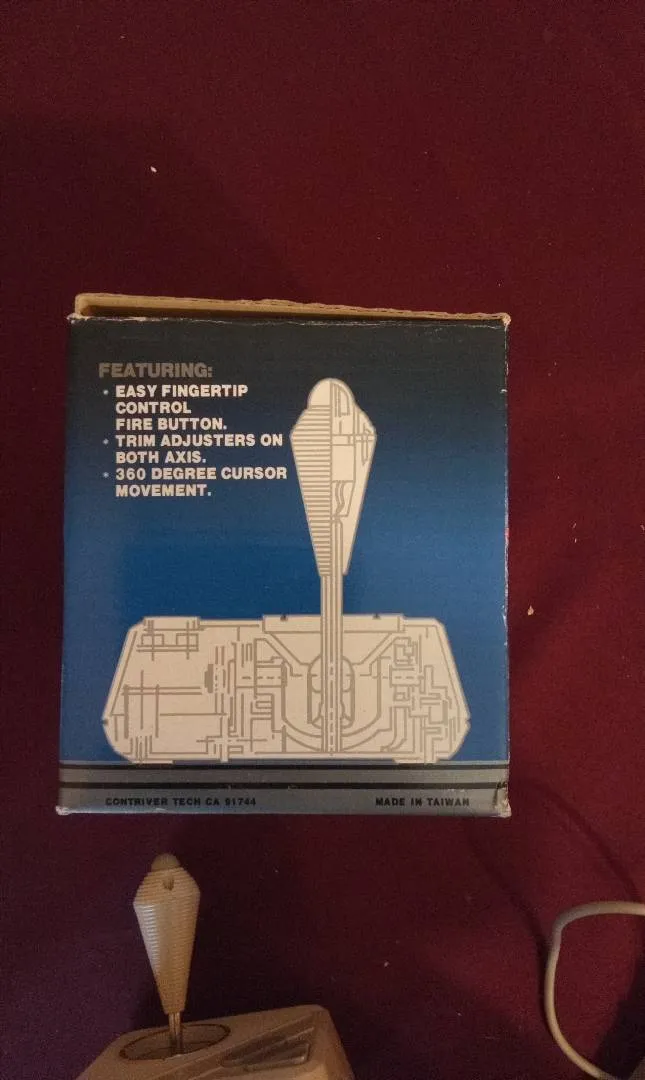 FEATURING:
* EASY FINGERTIP
CONTROL
FIRE BUTTON.
* TRIM ADJUSTERS ON
BOTH AXIS.
* 360 DEGREE CURSOR
MOVEMENT.
CONTRIVER TECH CA 91744
MADE IN TAIWAN